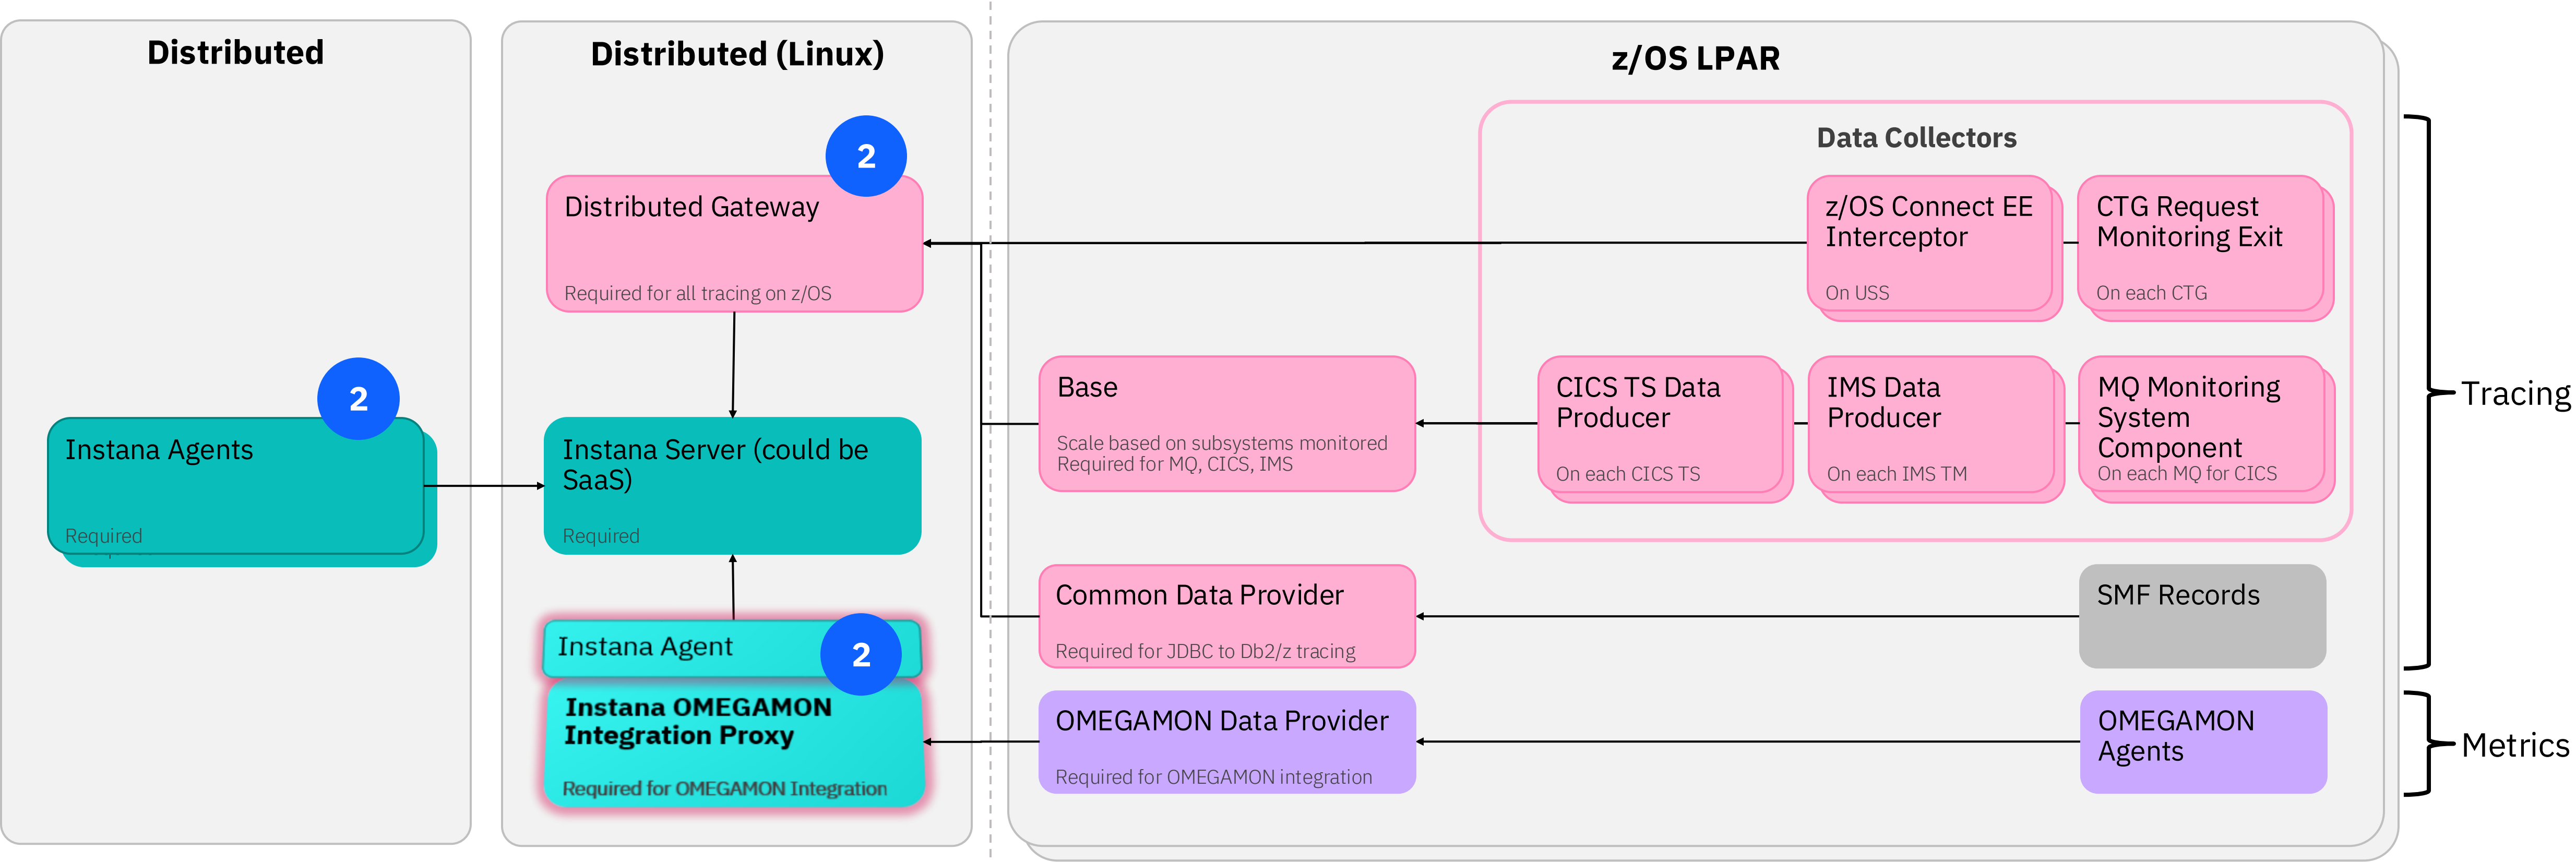 Distributed
2
Instana Agents
Required
Distributed (Linux)
2
Distributed Gateway
Required for all tracing on z/OS
Instana Server (could be
SaaS)
Required
2
Instana Agent
Instana OMEGAMON
Integration Proxy
Required for OMEGAMON Integration
z/OS LPAR
Data Collectors
z/OS Connect EE
Interceptor
On USS
CTG Request
Monitoring Exit
On each CTG
Base
Scale based on subsystems monitored
Required for MQ, CICS, IMS
CICS TS Data
Producer
On each CICS TS
IMS Data
Producer
On each IMS TM
MQ Monitoring
System
Component
On each MQ for CICS
Common Data Provider
Required for JDBC to Db2/z tracing
SMF Records
OMEGAMON Data Provider
Required for OMEGAMON integration
OMEGAMON
Agents
Tracing
Metrics